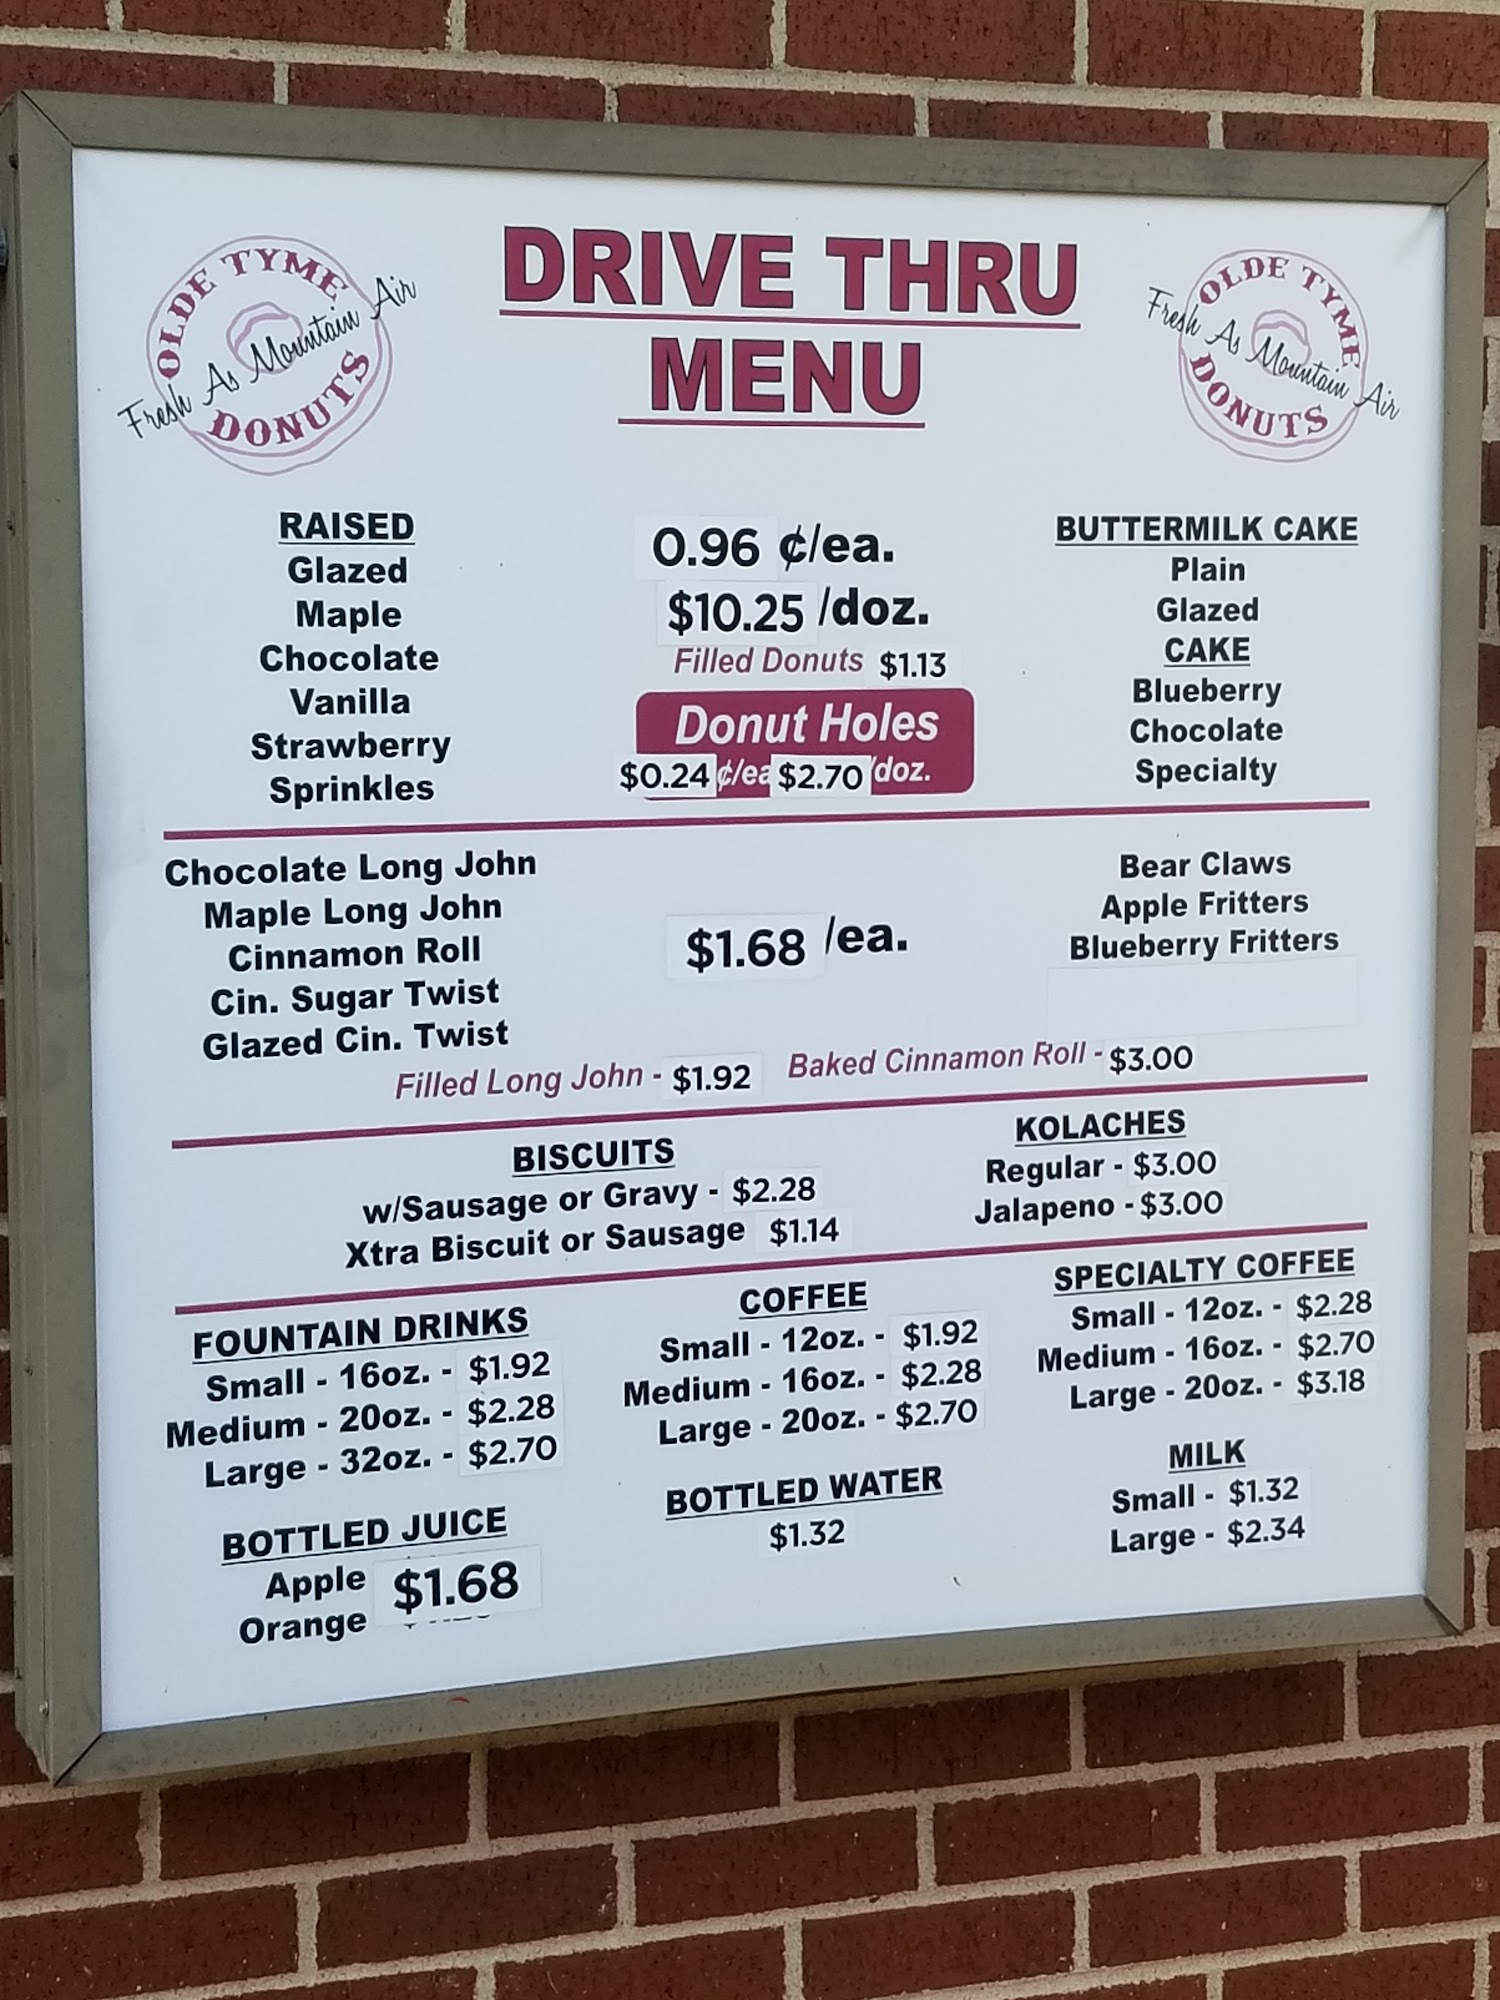 OLDE TYME
Fresh As Mountain Air
DONUTS
DRIVE THRU
MENU
OLDE TYME
Fresh As Mountain Air
DONUTS
RAISED
Glazed
Maple
Chocolate
Vanilla
Strawberry
Sprinkles
0.96 ¢/ea.
$10.25 /doz.
Filled Donuts $1.13
Donut Holes
$0.24 ¢/ea $2.70 /doz.
BUTTERMILK CAKE
Plain
Glazed
CAKE
Blueberry
Chocolate
Specialty
Chocolate Long John
Maple Long John
Cinnamon Roll
Cin. Sugar Twist
Glazed Cin. Twist
$1.68 /ea.
Bear Claws
Apple Fritters
Blueberry Fritters
Filled Long John - $1.92
Baked Cinnamon Roll - $3.00
BISCUITS
w/Sausage or Gravy - $2.28
Xtra Biscuit or Sausage $1.14
KOLACHES
Regular - $3.00
Jalapeno - $3.00
FOUNTAIN DRINKS
Small - 16oz. - $1.92
Medium - 20oz. - $2.28
Large - 32oz. - $2.70
COFFEE
Small - 12oz. - $1.92
Medium - 16oz. - $2.28
Large - 20oz. - $2.70
SPECIALTY COFFEE
Small - 12oz. - $2.28
Medium - 16oz. - $2.70
Large - 20oz. - $3.18
BOTTLED JUICE
Apple $1.68
Orange
BOTTLED WATER
$1.32
MILK
Small - $1.32
Large - $2.34